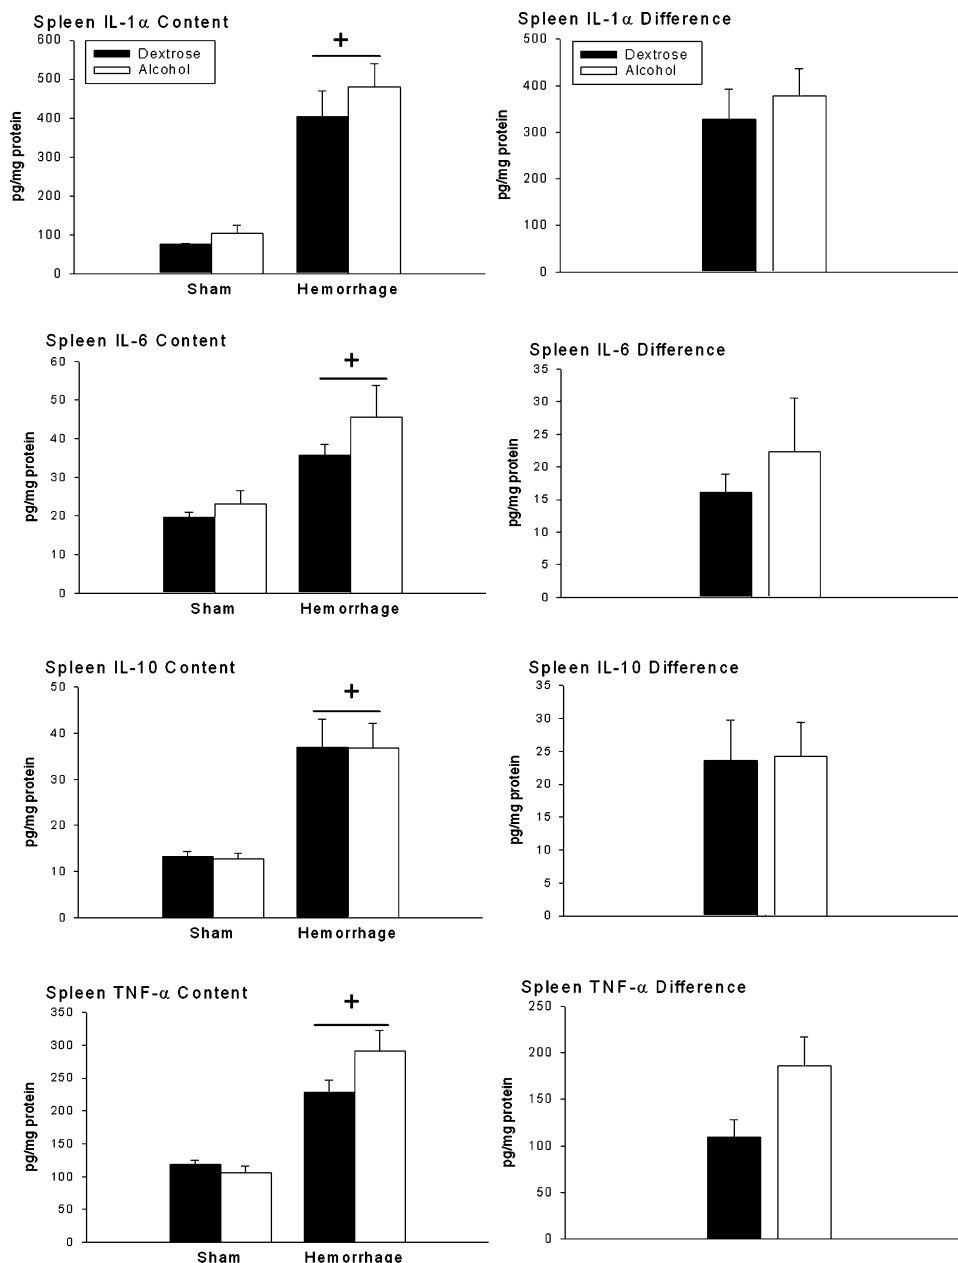 Spleen IL-1α Content
600
500
400
300
200
100
0
pg/mg protein
Dextrose
Alcohol
+
Sham
Hemorrhage
Spleen IL-1α Difference
500
400
300
200
100
0
pg/mg protein
Dextrose
Alcohol
Spleen IL-6 Content
60
50
40
30
20
10
0
pg/mg protein
+
Sham
Hemorrhage
Spleen IL-6 Difference
35
30
25
20
15
10
5
0
pg/mg protein
Spleen IL-10 Content
50
40
30
20
10
0
pg/mg protein
+
Sham
Hemorrhage
Spleen IL-10 Difference
35
30
25
20
15
10
5
0
pg/mg protein
Spleen TNF-α Content
350
300
250
200
150
100
50
0
pg/mg protein
+
Sham
Hemorrhage
Spleen TNF-α Difference
250
200
150
100
50
0
pg/mg protein